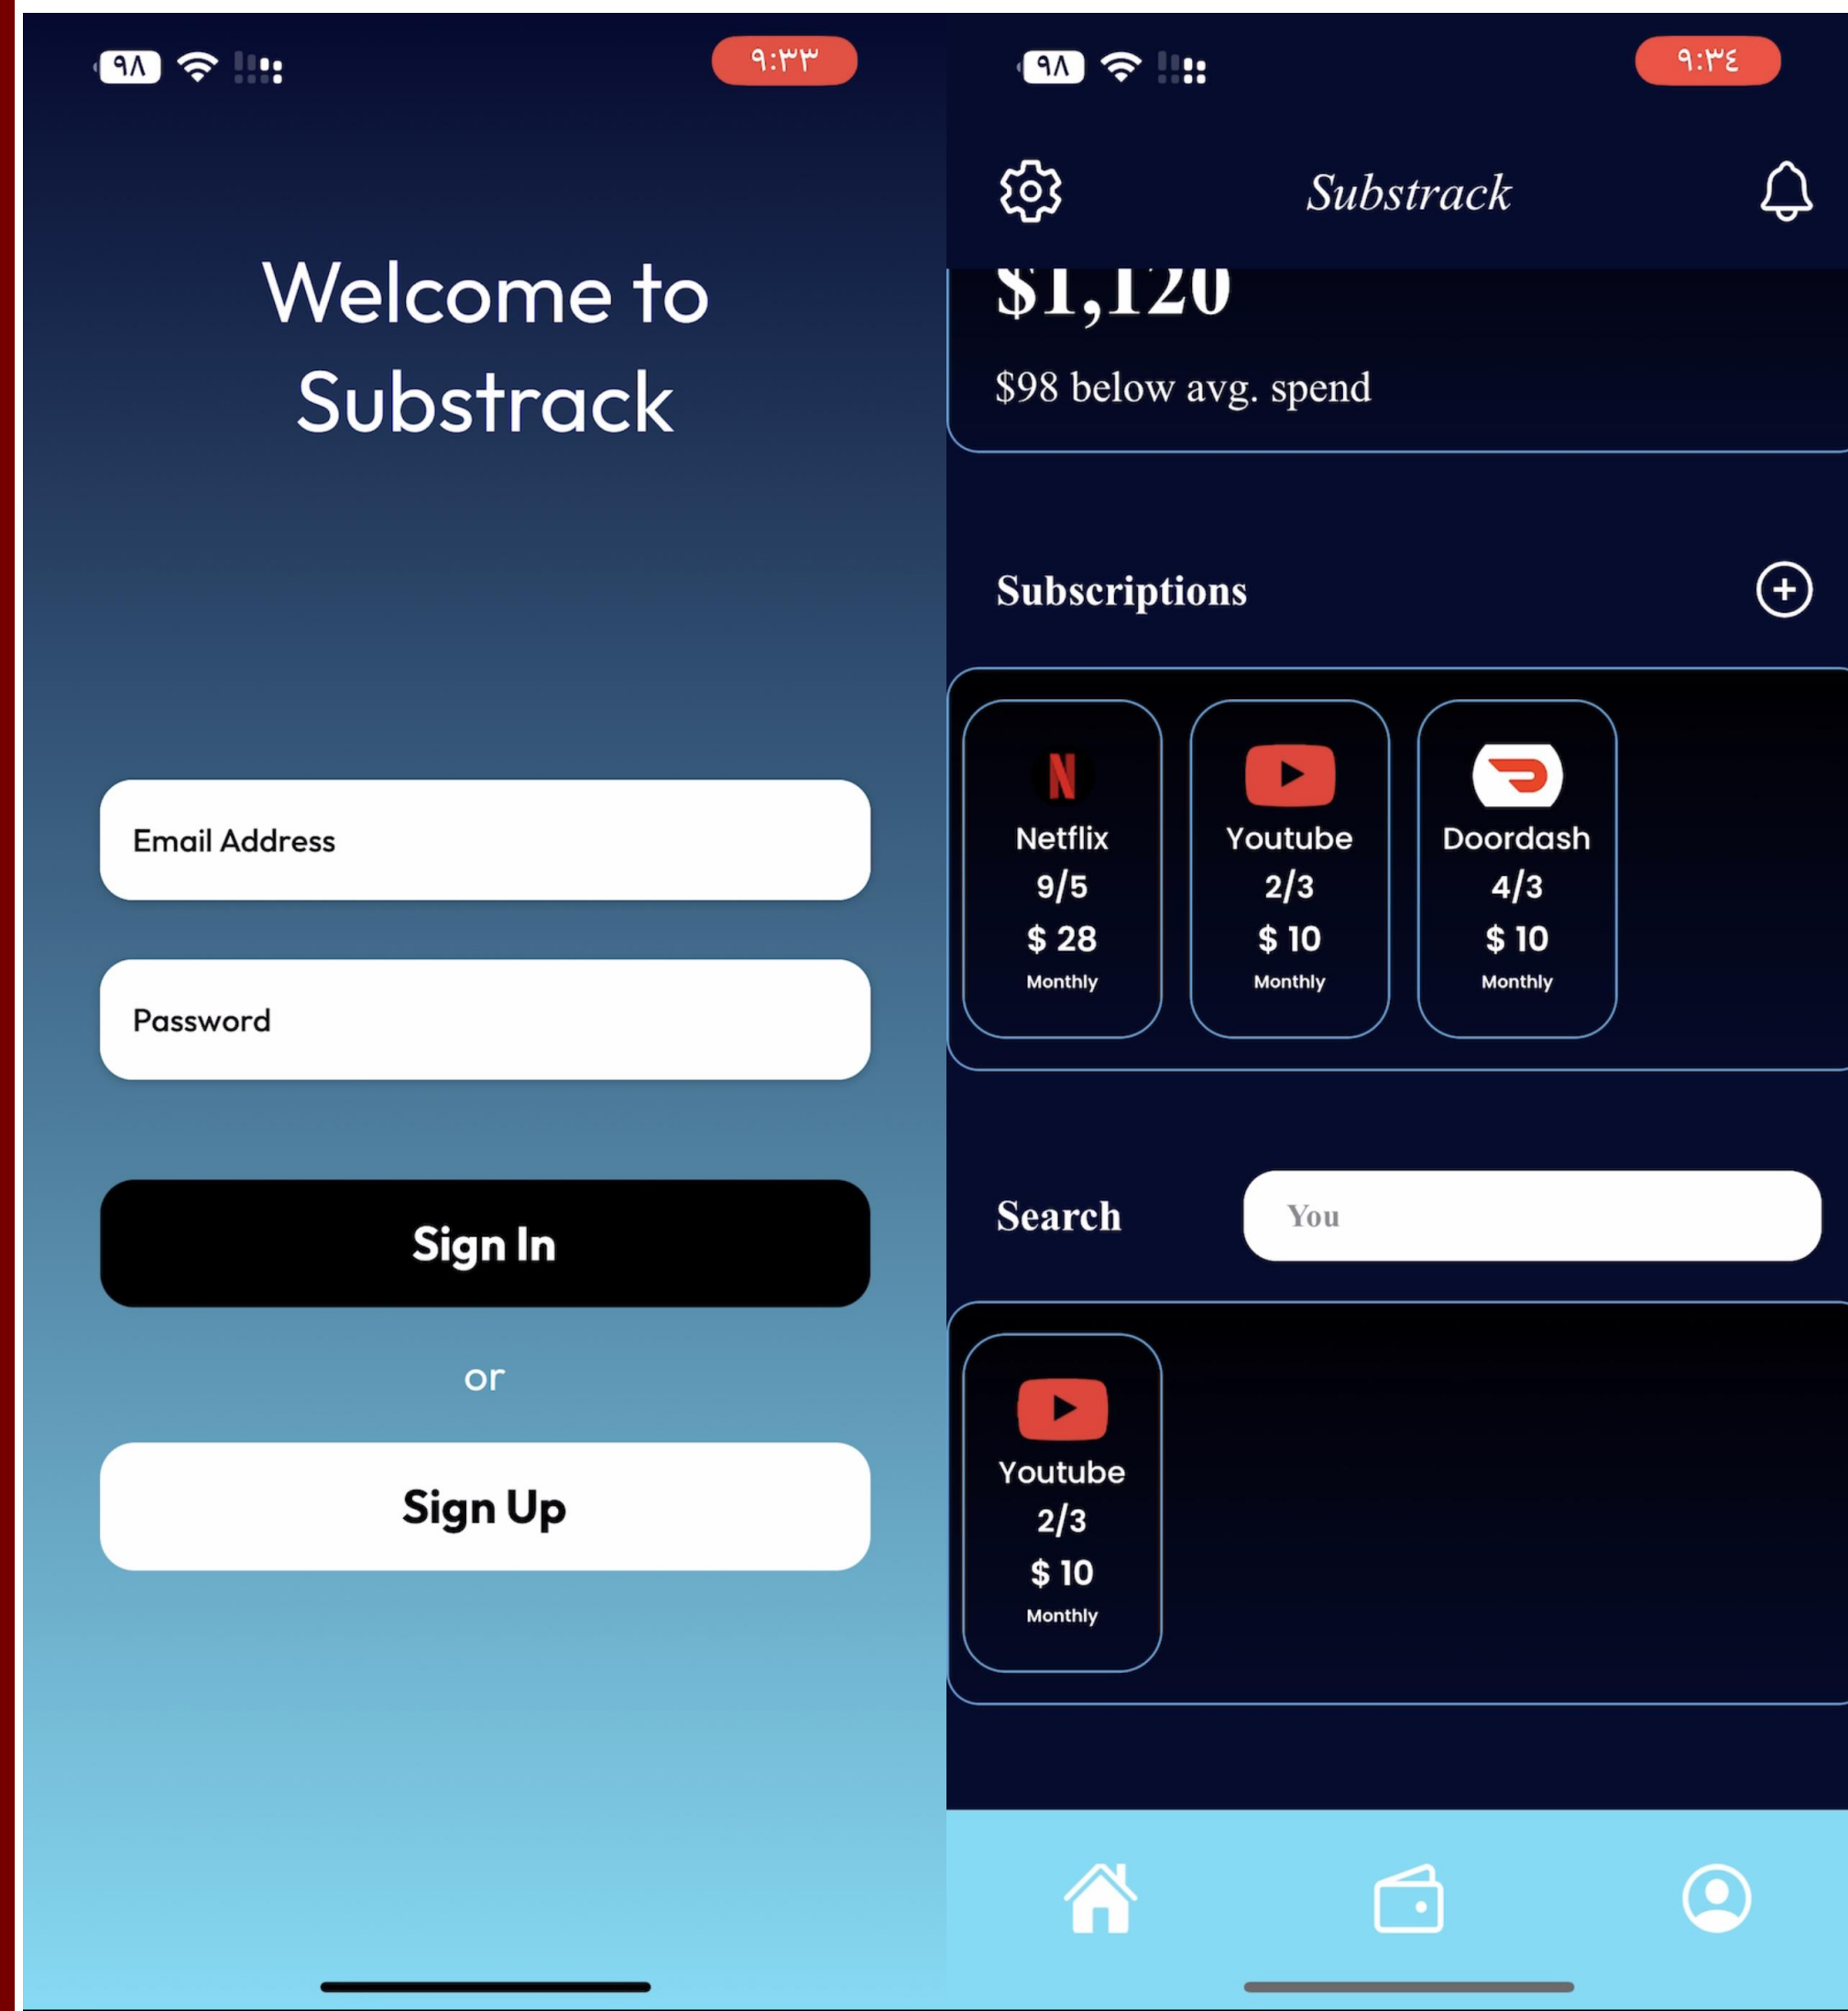 ٩٨
٩:٣٣
Welcome to
Substrack
Email Address
Password
Sign In
or
Sign Up
٩٨
٩:٣٤
Substrack
$1,120
$98 below avg. spend
Subscriptions
N
Netflix
9/5
$ 28
Monthly
Youtube
2/3
$ 10
Monthly
Doordash
4/3
$ 10
Monthly
Search
You
Youtube
2/3
$ 10
Monthly